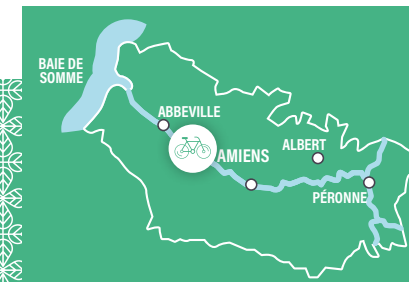 BAIE DE
SOMME
ABBEVILLE
AMIENS
ALBERT
PÉRONNE